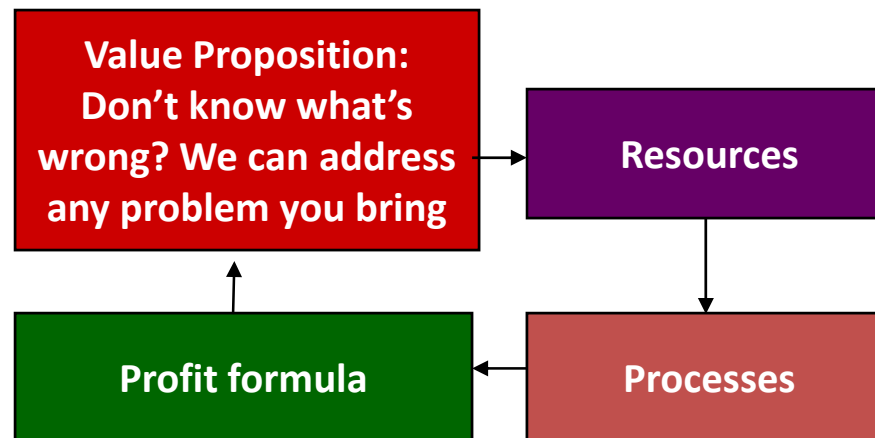 Value Proposition:
Don’t know what’s
wrong? We can address
any problem you bring
Resources
Profit formula
Processes